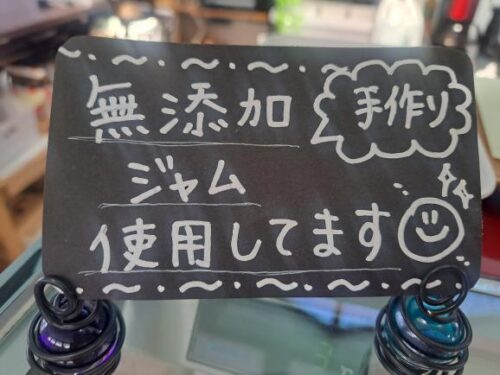 無添加
手作り
ジャム
使用してます